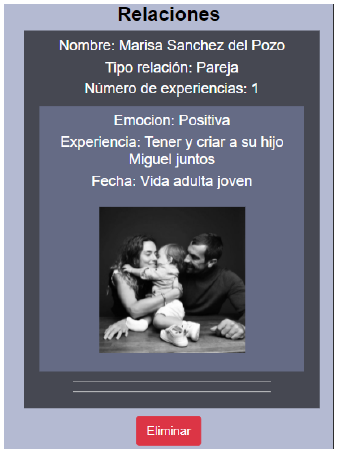 Relaciones
Nombre: Marisa Sanchez del Pozo
Tipo relación: Pareja
Número de experiencias: 1
Emocion: Positiva
Experiencia: Tener y criar a su hijo
Miguel juntos
Fecha: Vida adulta joven
Eliminar